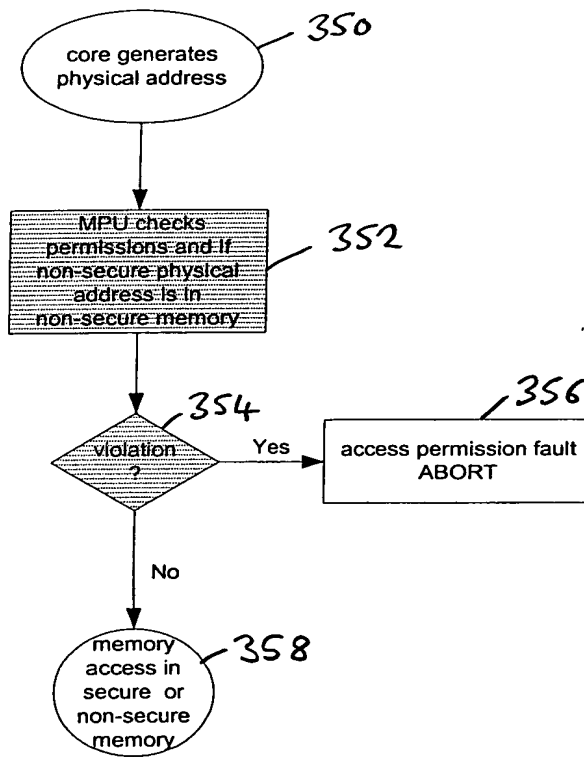 core generates
physical address
350
MPU checks
permissions and if
non-secure physical
address is in
non-secure memory
352
violation
?
354
Yes
356
access permission fault
ABORT
No
memory
access in
secure or
non-secure
memory
358